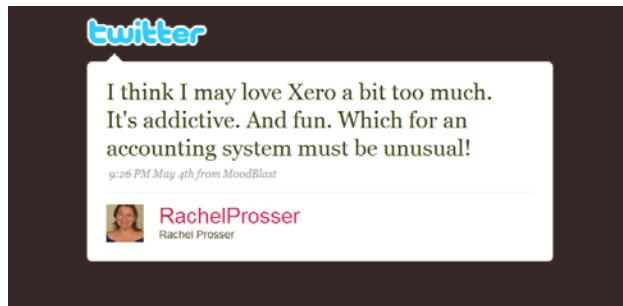 twitter
I think I may love Xero a bit too much.
It's addictive. And fun. Which for an
accounting system must be unusual!
9:26 PM May 4th from MoodBlast
RachelProsser
Rachel Prosser